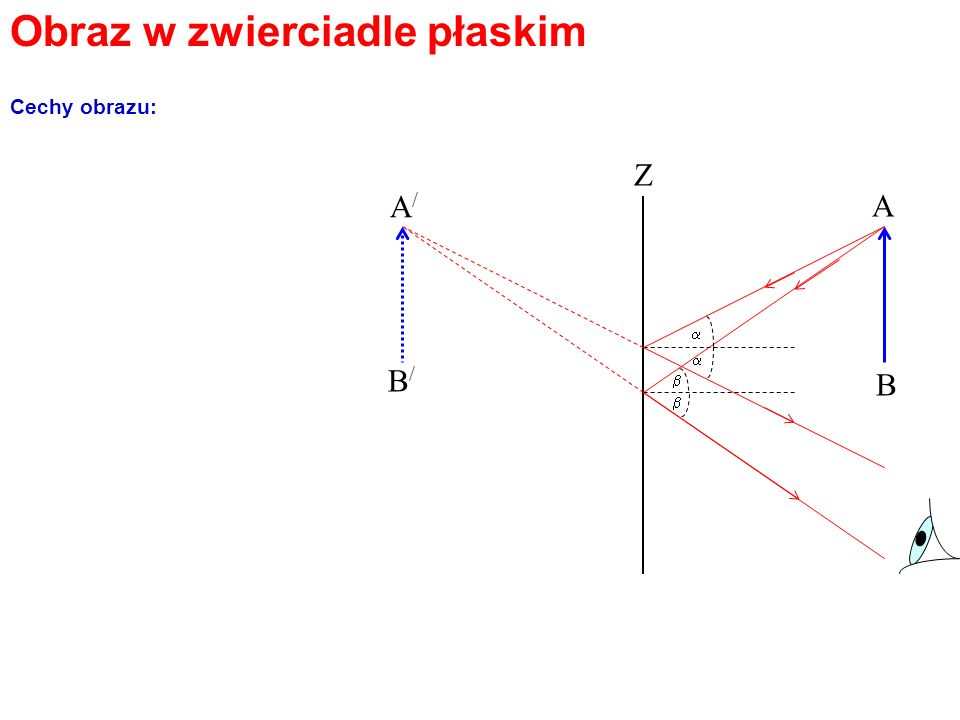 Obraz w zwierciadle płaskim
Cechy obrazu:
Z
A/ A
α
α
β
β
B/ B